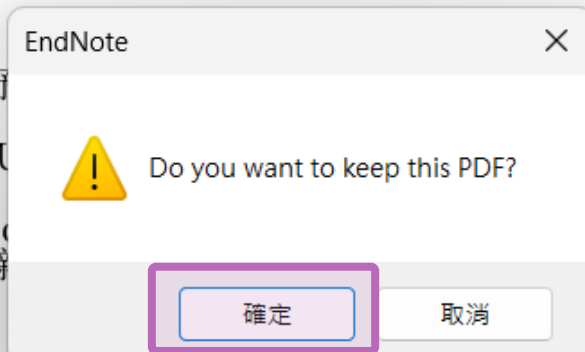 EndNote
Do you want to keep this PDF?
確定
取消